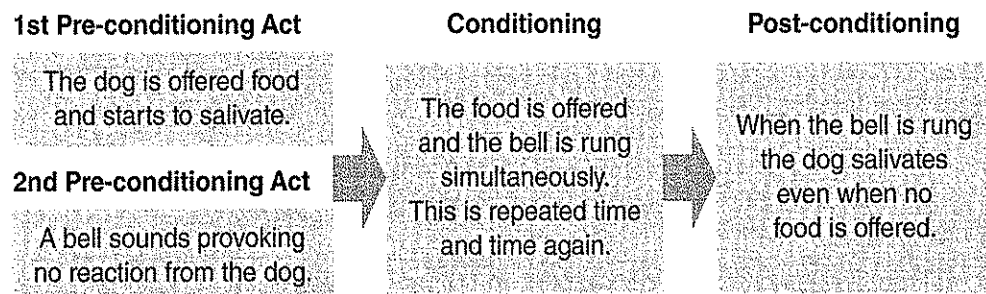 1st Pre-conditioning Act
The dog is offered food
and starts to salivate.
2nd Pre-conditioning Act
A bell sounds provoking
no reaction from the dog.
Conditioning
The food is offered
and the bell is rung
simultaneously.
This is repeated time
and time again.
Post-conditioning
When the bell is rung
the dog salivates
even when no
food is offered.